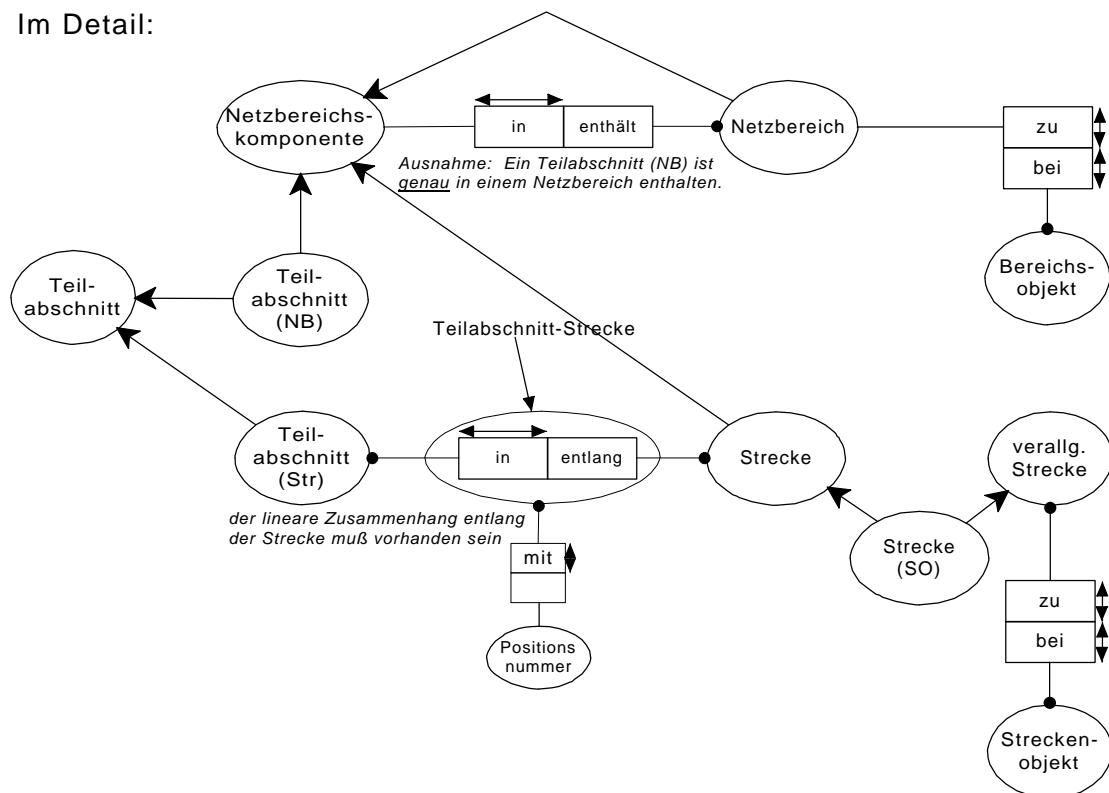 Im Detail:
Netzbereichs-
komponente
in
enthält
Netzbereich
zu
bei
Ausnahme: Ein Teilabschnitt (NB) ist
genau in einem Netzbereich enthalten.
Bereichs-
objekt
Teil-
abschnitt
Teil-
abschnitt
(NB)
Teilabschnitt-Strecke
Teil-
abschnitt
(Str)
in
entlang
Strecke
verallg.
Strecke
der lineare Zusammenhang entlang
der Strecke muß vorhanden sein
mit
Strecke
(SO)
zu
bei
Positions
nummer
Strecken-
objekt